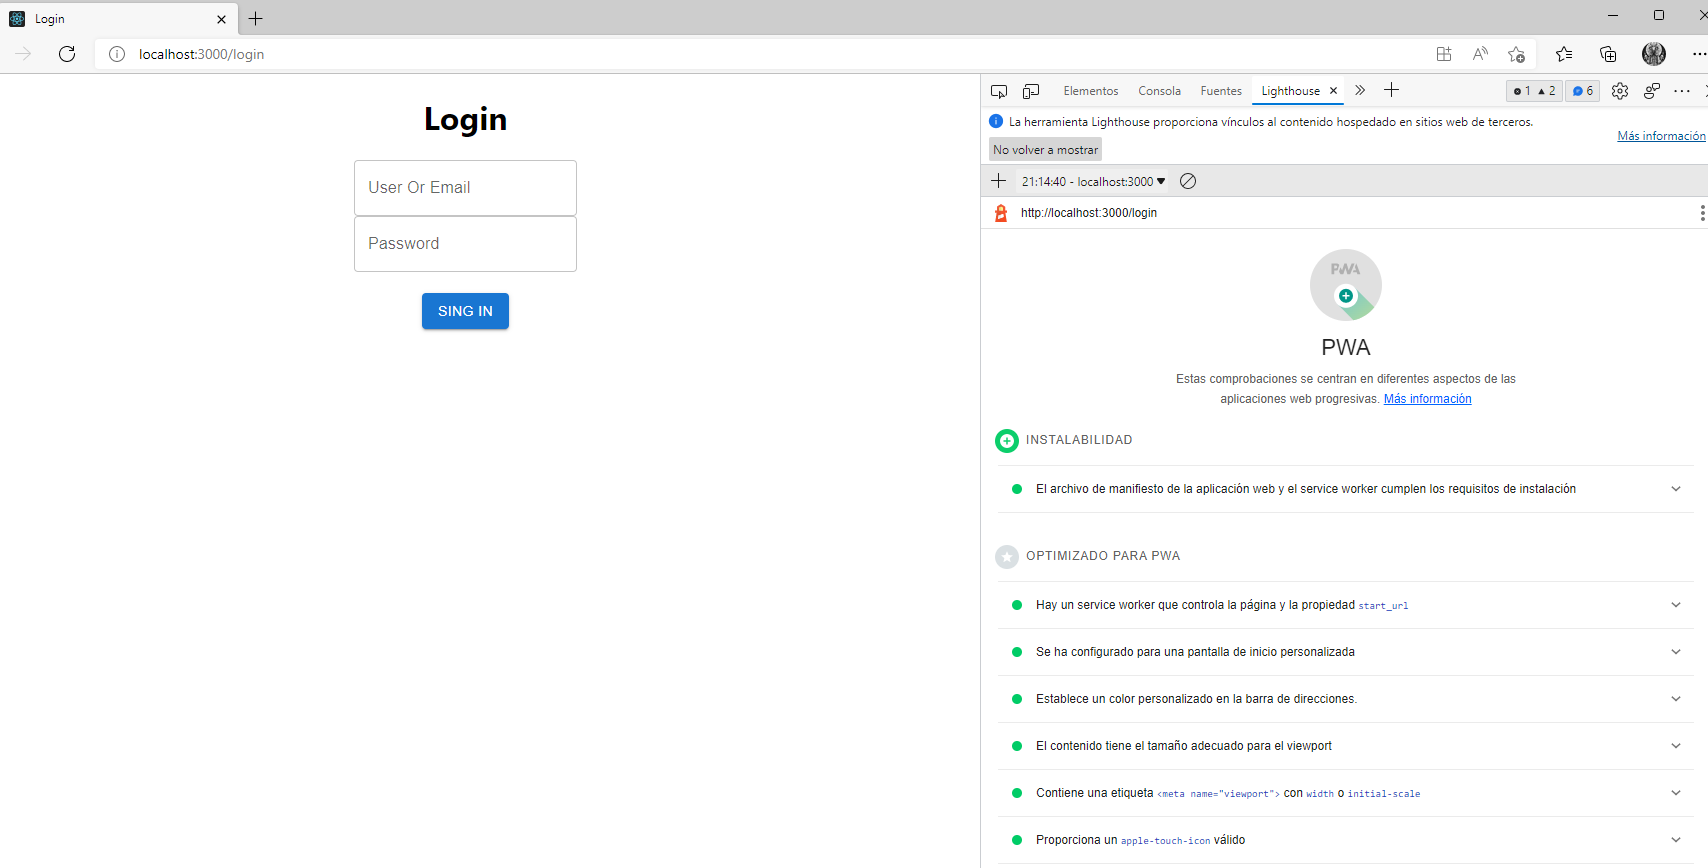 Login
localhost:3000/login
Login
User Or Email
Password
SING IN
Elementos Consola Fuentes Lighthouse 1 2 6
La herramienta Lighthouse proporciona vínculos al contenido hospedado en sitios web de terceros.
Más información
No volver a mostrar
21:14:40 - localhost:3000
http://localhost:3000/login
PWA
PWA
Estas comprobaciones se centran en diferentes aspectos de las
aplicaciones web progresivas. Más información
INSTALABILIDAD
El archivo de manifiesto de la aplicación web y el service worker cumplen los requisitos de instalación
OPTIMIZADO PARA PWA
Hay un service worker que controla la página y la propiedad start_url
Se ha configurado para una pantalla de inicio personalizada
Establece un color personalizado en la barra de direcciones.
El contenido tiene el tamaño adecuado para el viewport
Contiene una etiqueta <meta name="viewport"> con width o initial-scale
Proporciona un apple-touch-icon válido